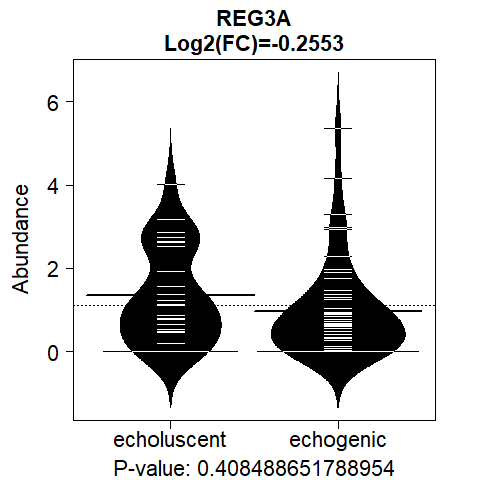 REG3A
Log2(FC)=-0.2553
Abundance
6
4
2
0
echoluscent echogenic
P-value: 0.408488651788954